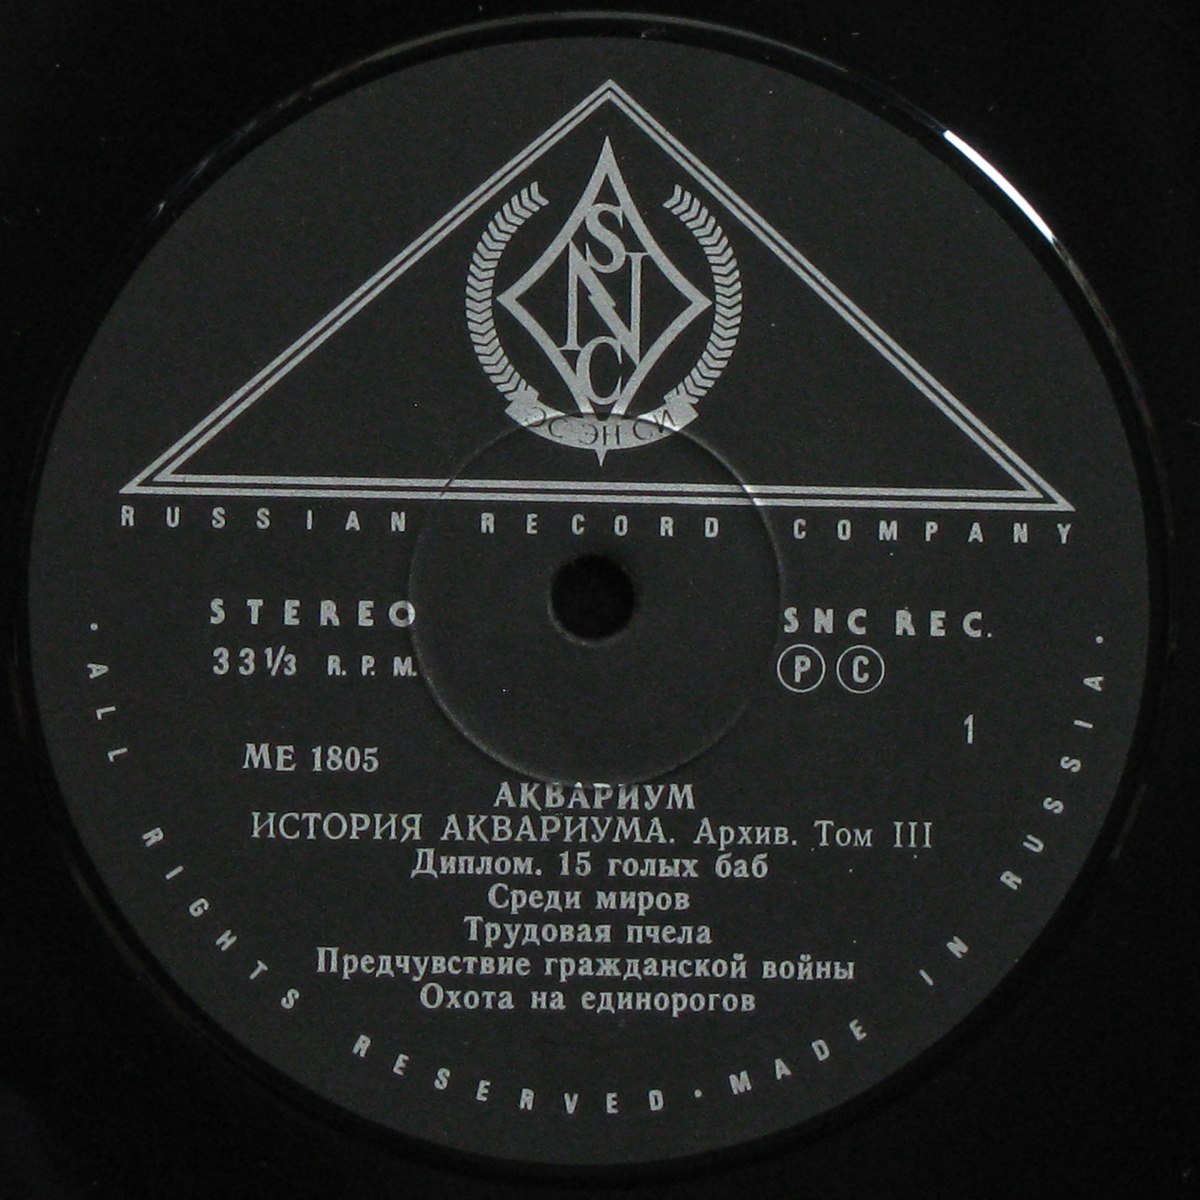 S
N
C
ЭС ЭН СИ
RUSSIAN RECORD COMPANY
STEREO
33 1/3 R. P. M.
SNC REC.
P C
1
ME 1805
АКВАРИУМ
ИСТОРИЯ АКВАРИУМА. Архив. Том III
Диплом. 15 голых баб
Среди миров
Трудовая пчела
Предчувствие гражданской войны
Охота на единорогов
· ALL RIGHTS RESERVED · MADE IN RUSSIA ·